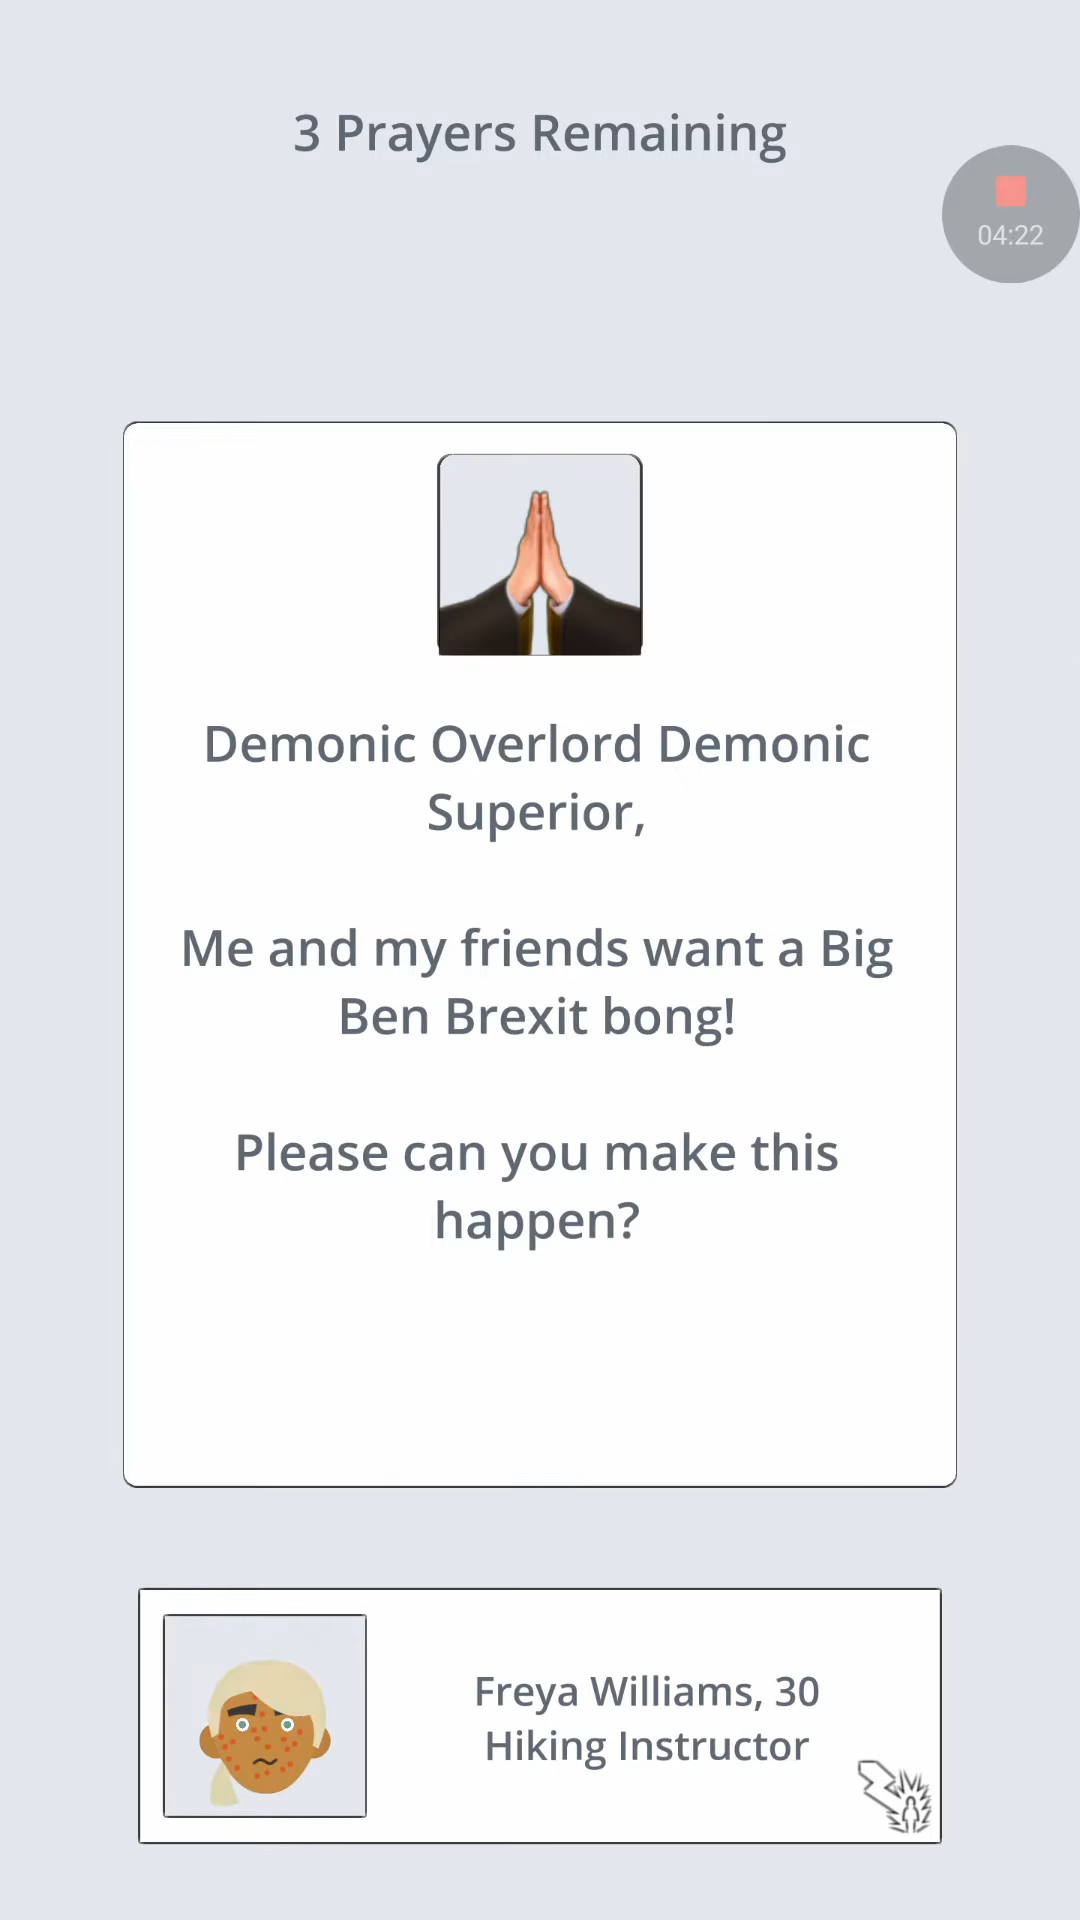 3 Prayers Remaining
04:22
Demonic Overlord Demonic
Superior,
Me and my friends want a Big
Ben Brexit bong!
Please can you make this
happen?
Freya Williams, 30
Hiking Instructor